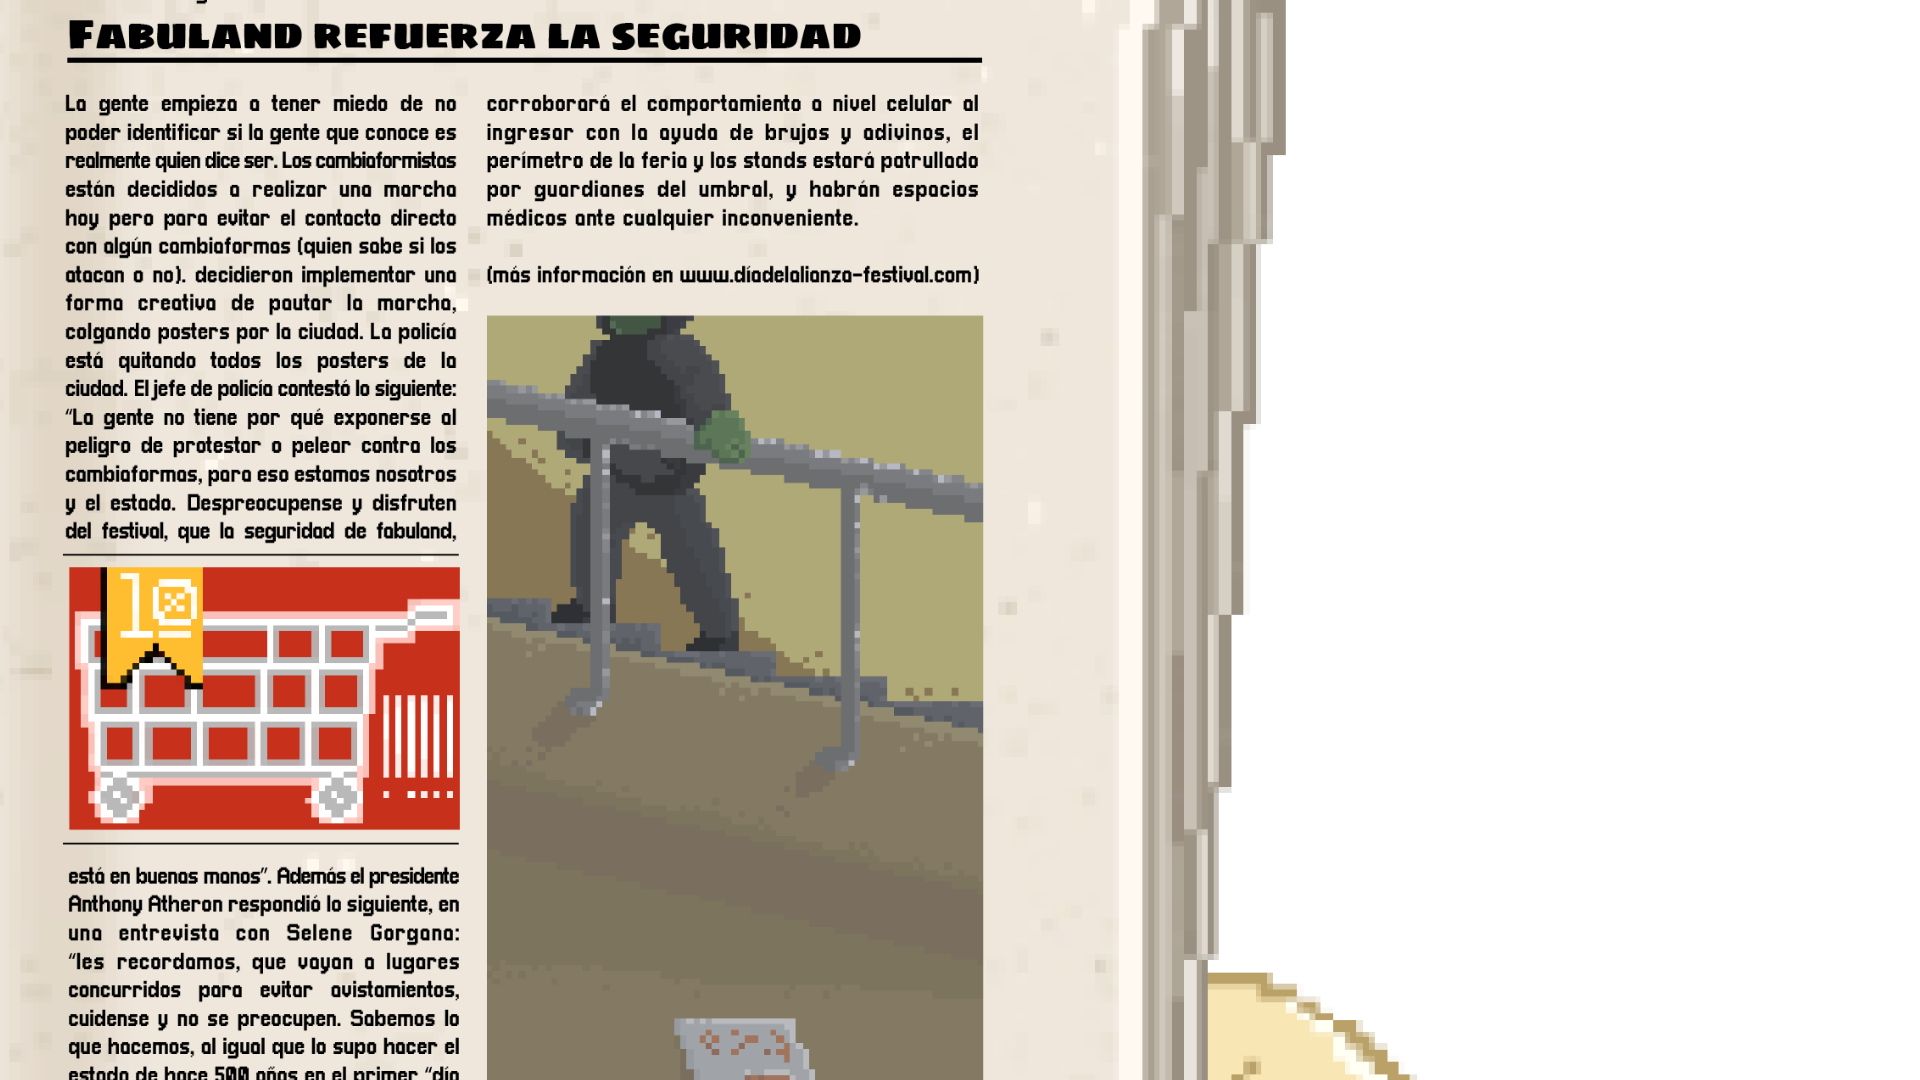 FABULAND REFUERZA LA SEGURIDAD
La gente empieza a tener miedo de no
poder identificar si la gente que conoce es
realmente quien dice ser. Los cambiaformistas
están decididos a realizar una marcha
hoy pero para evitar el contacto directo
con algún cambiaformas (quien sabe si los
atacan o no). decidieron implementar una
forma creativa de pautar la marcha,
colgando posters por la ciudad. La policía
está quitando todos los posters de la
ciudad. El jefe de policía contestó lo siguiente:
“La gente no tiene por qué exponerse al
peligro de protestar o pelear contra los
cambiaformas, para eso estamos nosotros
y el estado. Despreocupense y disfruten
del festival, que la seguridad de fabuland,
10
está en buenas manos”. Además el presidente
Anthony Atheron respondió lo siguiente, en
una entrevista con Selene Gorgana:
“les recordamos, que vayan a lugares
concurridos para evitar avistamientos,
cuidense y no se preocupen. Sabemos lo
que hacemos, al igual que lo supo hacer el
estado de hace 500 años en el primer “día
corroborará el comportamiento a nivel celular al
ingresar con la ayuda de brujos y adivinos, el
perímetro de la feria y los stands estará patrullado
por guardianes del umbral, y habrán espacios
médicos ante cualquier inconveniente.
(más información en www.díadelalianza-festival.com)